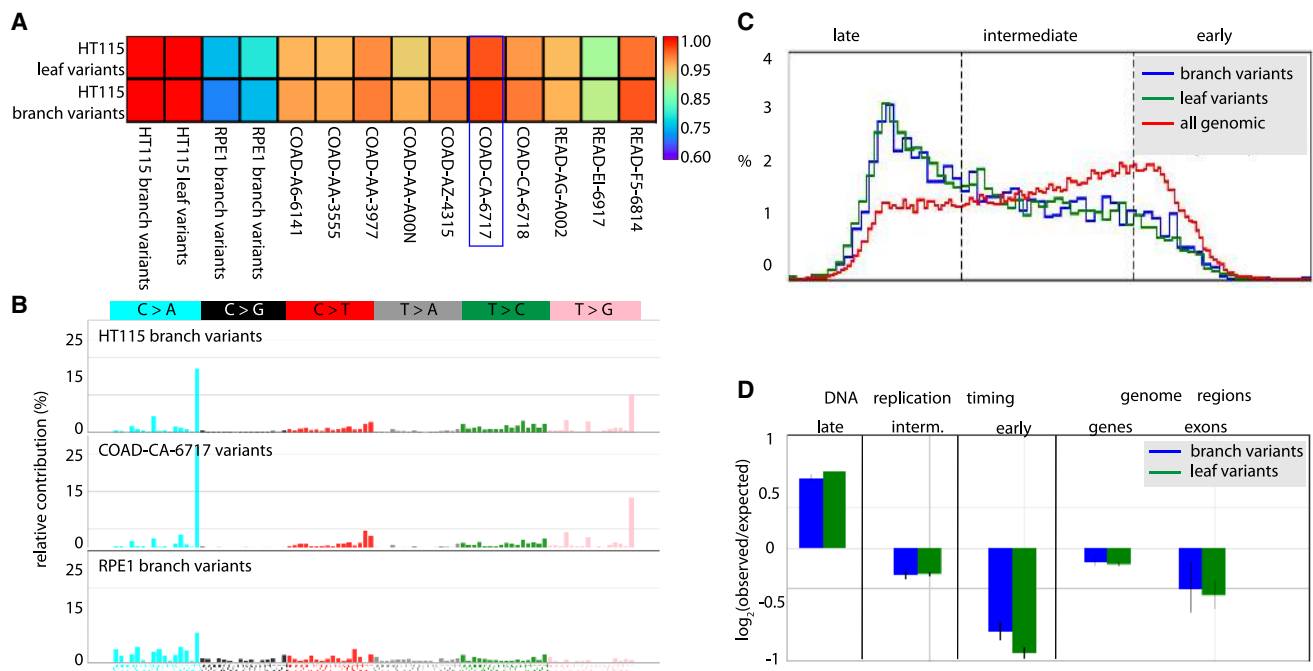 A
HT115
leaf variants
HT115
branch variants
1.00
0.95
0.85
0.75
0.60
HT115 branch variants
HT115 leaf variants
RPE1 branch variants
RPE1 branch variants
COAD-A6-6141
COAD-AA-3555
COAD-AA-3977
COAD-AA-A00N
COAD-AZ-4315
COAD-CA-6717
COAD-CA-6718
READ-AG-A002
READ-EI-6917
READ-F5-6814
B
C > A C > G C > T T > A T > C T > G
relative contribution (%)
25
15
0
HT115 branch variants
25
15
0
COAD-CA-6717 variants
25
15
0
RPE1 branch variants
C
late intermediate early
4
3
%
2
1
0
branch variants
leaf variants
all genomic
D
DNA replication timing genome regions
late interm. early genes exons
log2(observed/expected)
1
0.5
0
-0.5
-1
branch variants
leaf variants